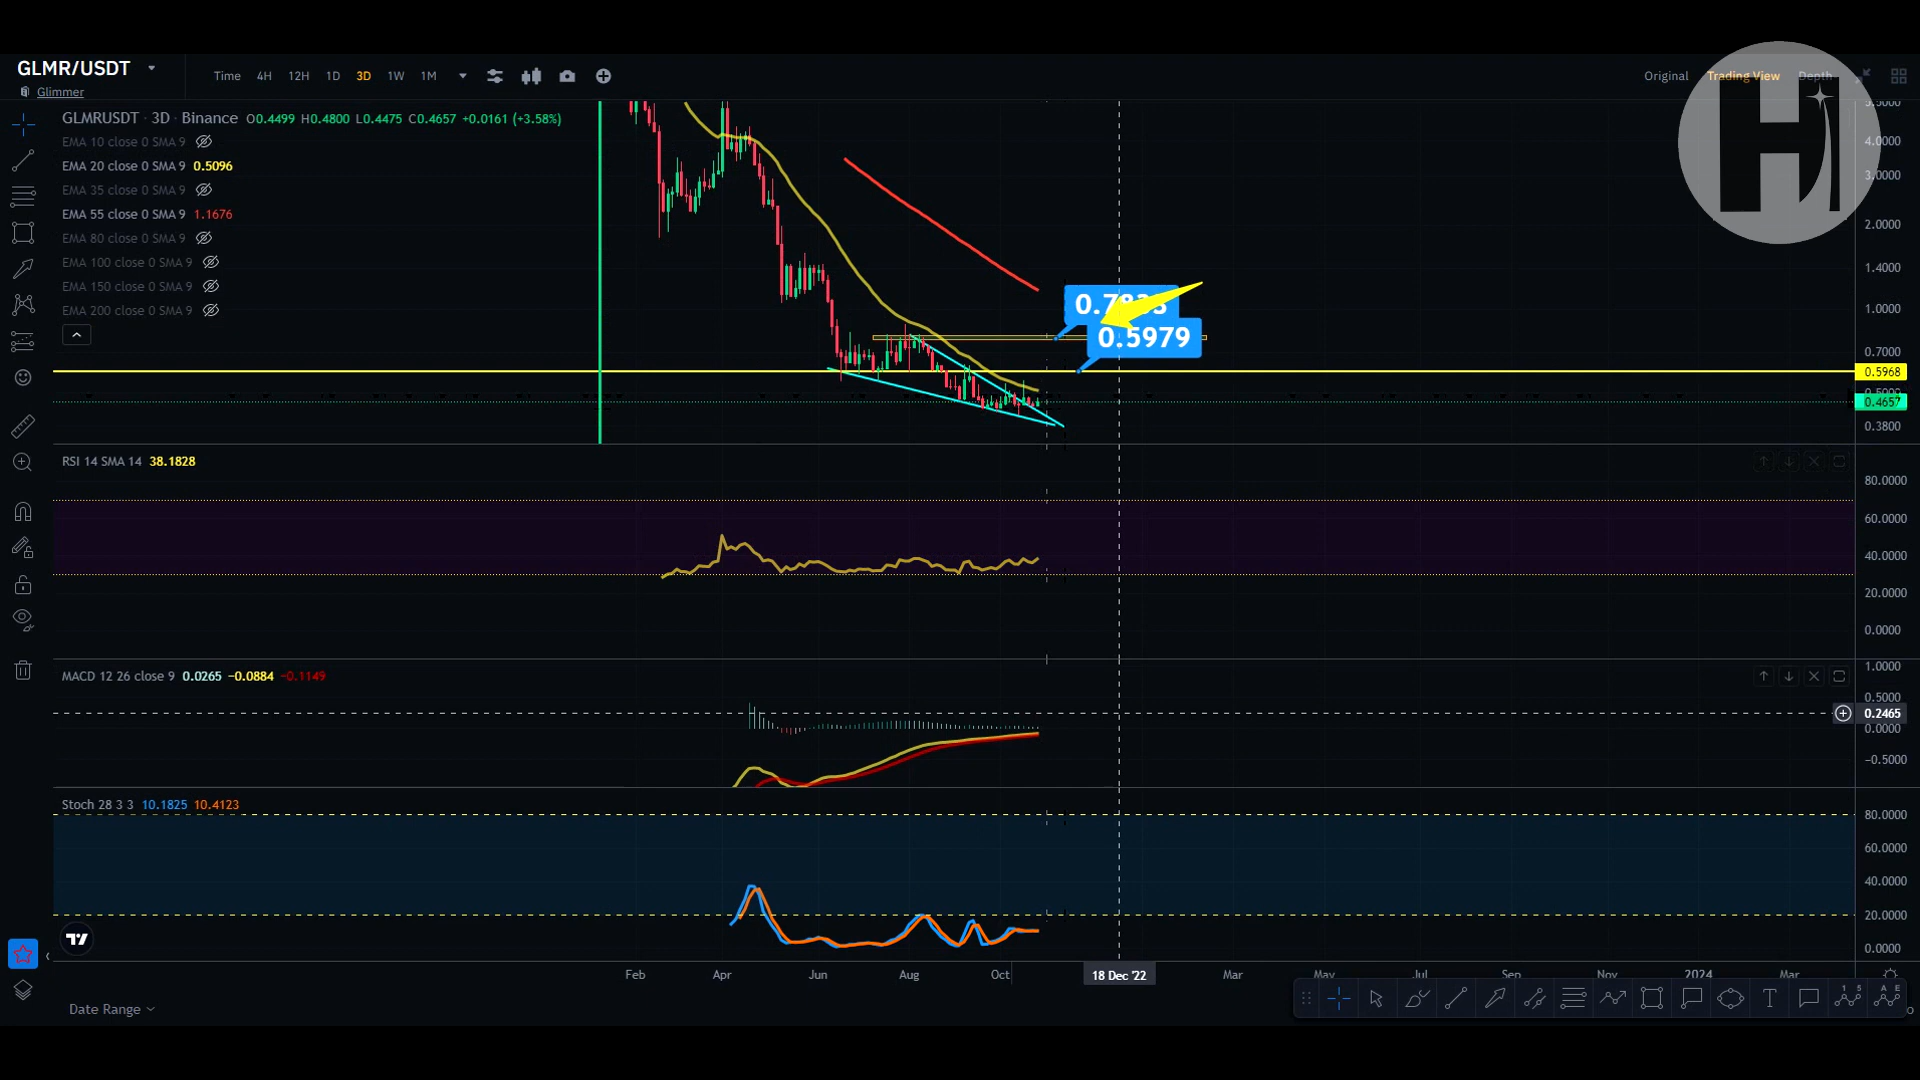 GLMR/USDT
Glimmer
Time 4H 12H 1D 3D 1W 1M
Original Trading View Depth
GLMRUSDT · 3D · Binance O0.4499 H0.4800 L0.4475 C0.4657 +0.0161 (+3.58%)
EMA 10 close 0 SMA 9
EMA 20 close 0 SMA 9 0.5096
EMA 35 close 0 SMA 9
EMA 55 close 0 SMA 9 1.1676
EMA 80 close 0 SMA 9
EMA 100 close 0 SMA 9
EMA 150 close 0 SMA 9
EMA 200 close 0 SMA 9
H
4.0000
3.0000
2.0000
1.4000
1.0000
0.5979
0.7000
0.5968
0.4657
0.3800
RSI 14 SMA 14 38.1828
80.0000
60.0000
40.0000
20.0000
0.0000
MACD 12 26 close 9 0.0265 −0.0884 −0.1149
1.0000
0.5000
0.2465
0.0000
−0.5000
Stoch 28 3 3 10.1825 10.4123
80.0000
60.0000
40.0000
20.0000
0.0000
Feb Apr Jun Aug Oct 18 Dec '22 Mar May Jul Sep Nov 2024 Mar
Date Range